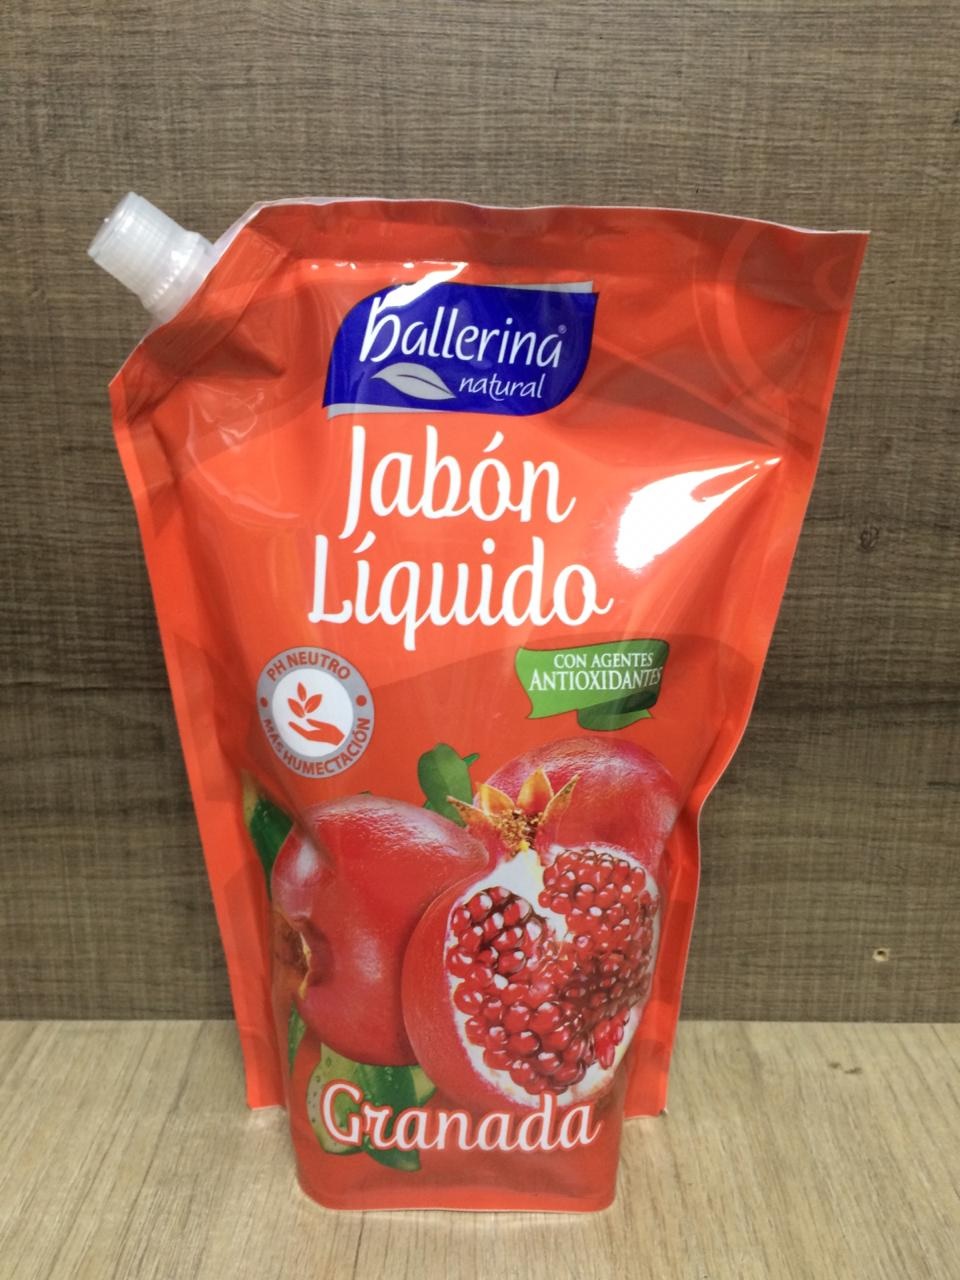 ballerina®
natural
Jabón
Líquido
PH NEUTRO
MÁS HUMECTACIÓN
CON AGENTES
ANTIOXIDANTES
Granada